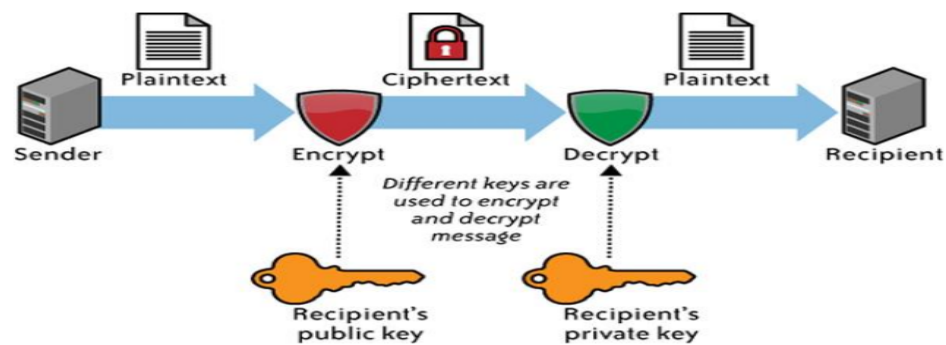 Plaintext
Ciphertext
Plaintext
Sender
Encrypt
Decrypt
Recipient
Different keys are
used to encrypt
and decrypt
message
Recipient's
public key
Recipient's
private key